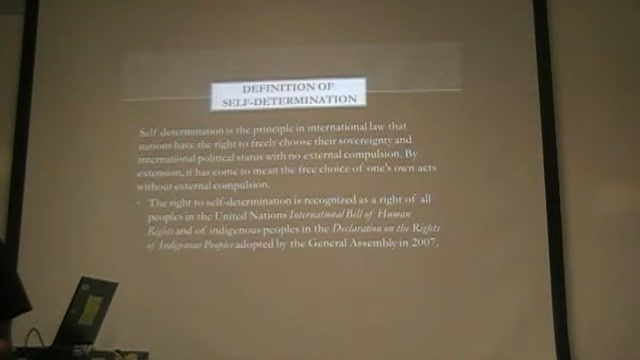 DEFINITION OF
SELF-DETERMINATION
Self determination is the principle in international law that
nations have the right to freely choose their sovereignty and
international political status with no external compulsion. By
extension, it has come to mean the free choice of one's own acts
without external compulsion.
The right to self-determination is recognized as a right of all
peoples in the United Nations International Bill of Human
Rights and of indigenous peoples in the Declaration on the Rights
of Indigenous Peoples adopted by the General Assembly in 2007.